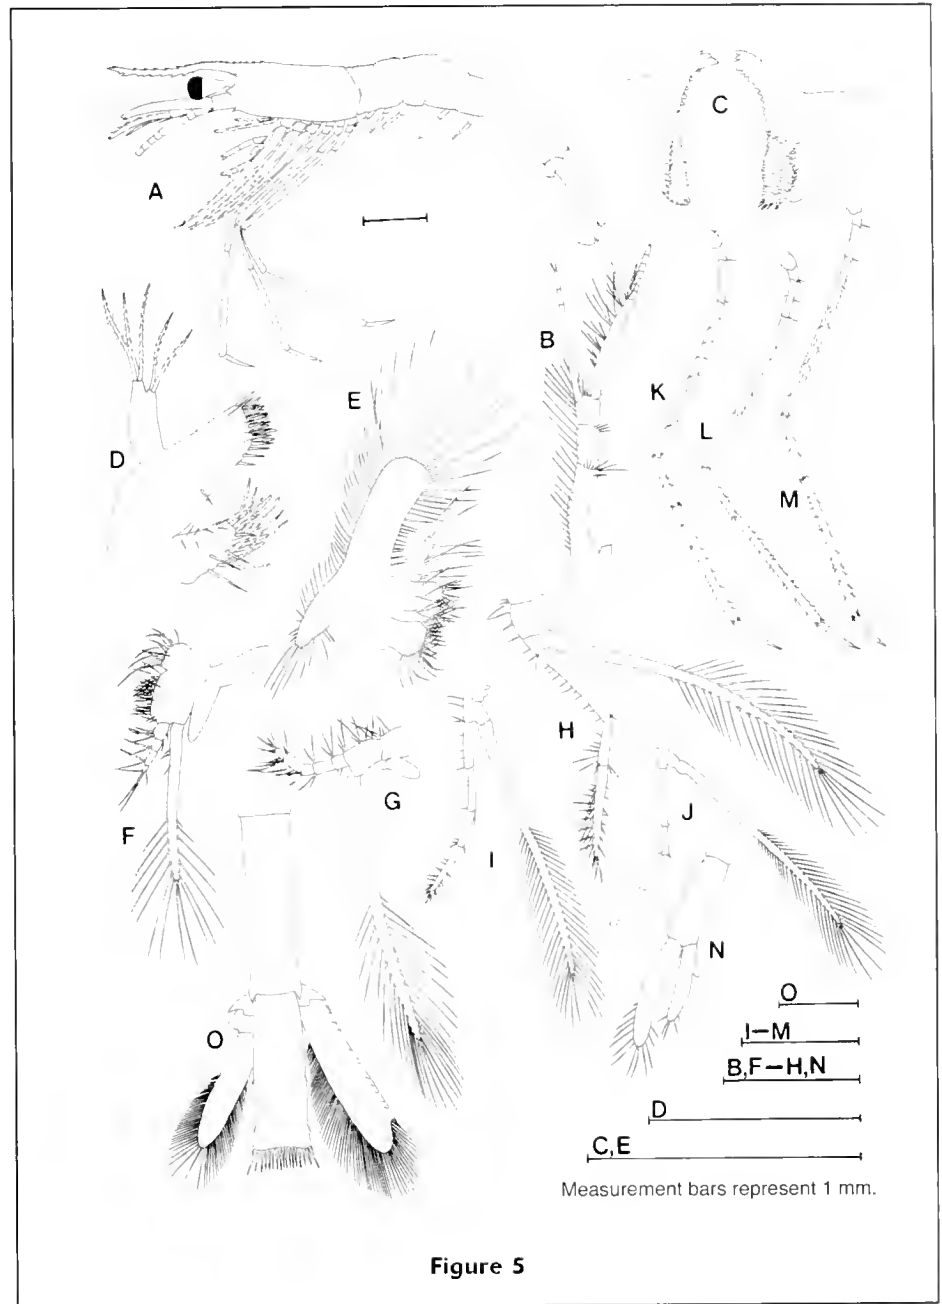 A
B
C
D
E
F
G
H
I
J
K
L
M
N
O
O
I–M
B,F–H,N
D
C,E
Measurement bars represent 1 mm.
Figure 5